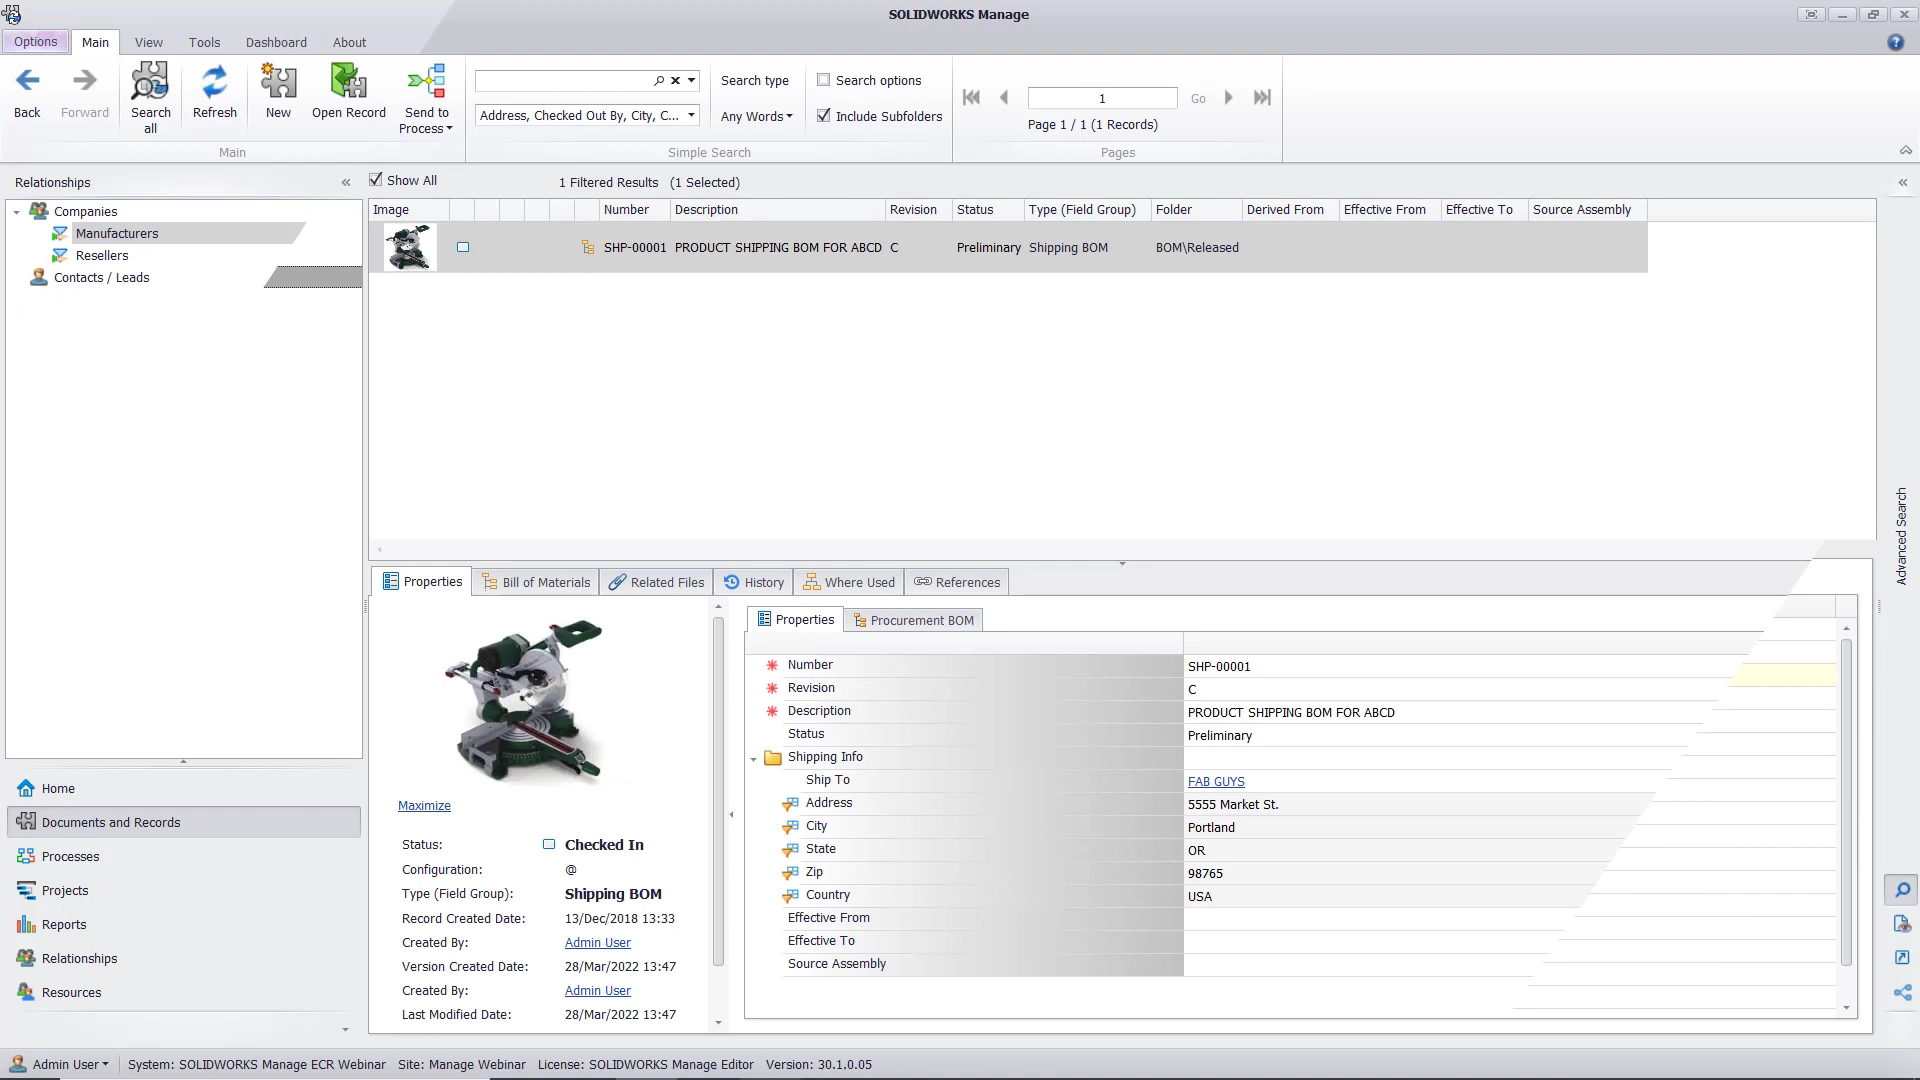 SOLIDWORKS Manage
Options Main View Tools Dashboard About
Back Forward Search all Refresh New Open Record Send to Process
Search type
Search options
Address, Checked Out By, City, C...
Any Words
Include Subfolders
1
Go
Page 1 / 1 (1 Records)
Main Simple Search Pages
Relationships
Show All
1 Filtered Results (1 Selected)
Companies
Manufacturers
Resellers
Contacts / Leads
Image Number Description Revision Status Type (Field Group) Folder Derived From Effective From Effective To Source Assembly
SHP-00001 PRODUCT SHIPPING BOM FOR ABCD C Preliminary Shipping BOM BOM\Released
Advanced Search
Properties Bill of Materials Related Files History Where Used References
Maximize
Status: Checked In
Configuration: @
Type (Field Group): Shipping BOM
Record Created Date: 13/Dec/2018 13:33
Created By: Admin User
Version Created Date: 28/Mar/2022 13:47
Created By: Admin User
Last Modified Date: 28/Mar/2022 13:47
Properties Procurement BOM
Number SHP-00001
Revision C
Description PRODUCT SHIPPING BOM FOR ABCD
Status Preliminary
Shipping Info
Ship To FAB GUYS
Address 5555 Market St.
City Portland
State OR
Zip 98765
Country USA
Effective From
Effective To
Source Assembly
Home
Documents and Records
Processes
Projects
Reports
Relationships
Resources
Admin User System: SOLIDWORKS Manage ECR Webinar Site: Manage Webinar License: SOLIDWORKS Manage Editor Version: 30.1.0.05